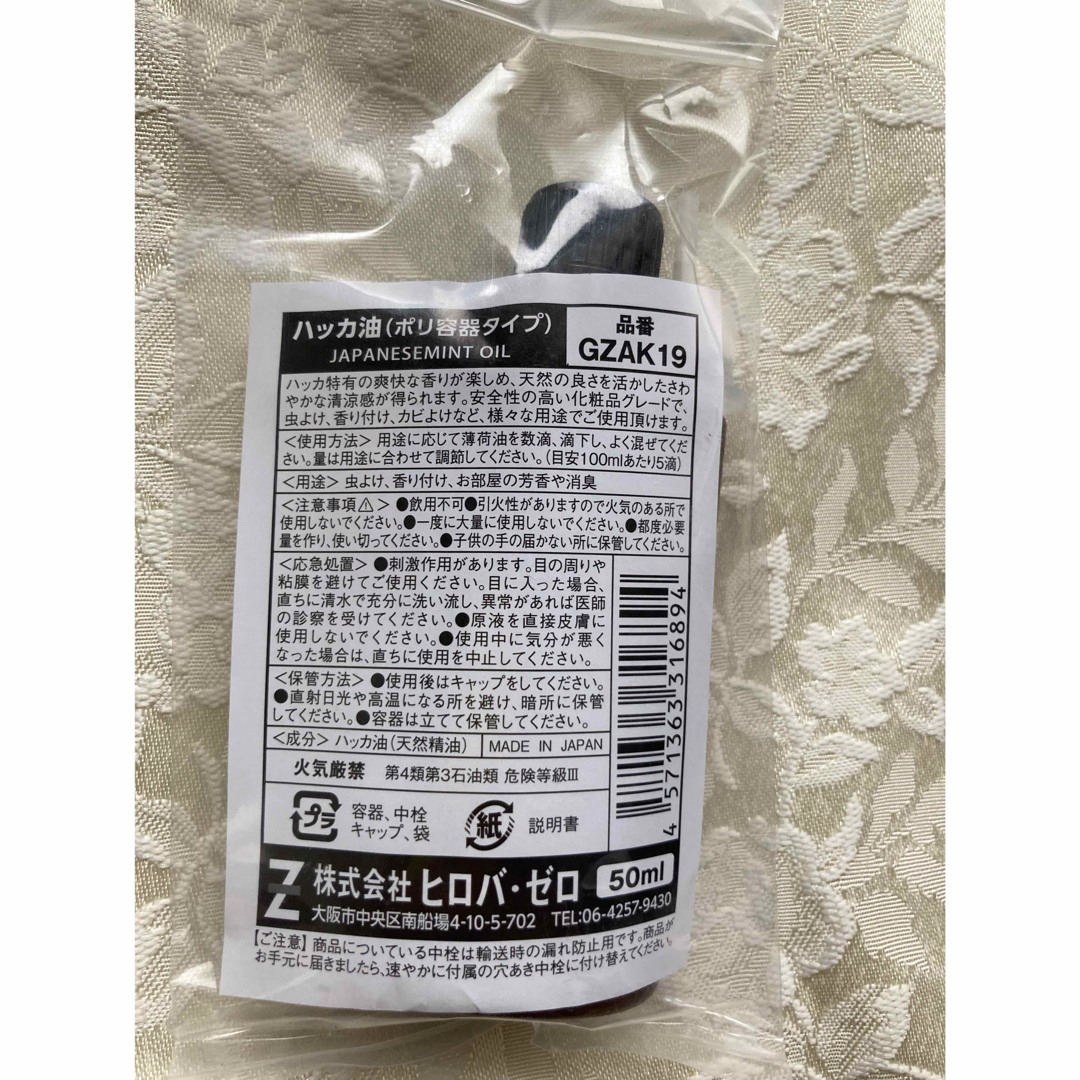 ハッカ油（ポリ容器タイプ）
JAPANESEMINT OIL
品番
GZAK19
ハッカ特有の爽快な香りが楽しめ、天然の良さを活かしたさわ
やかな清涼感が得られます。安全性の高い化粧品グレードで、
虫よけ、香り付け、カビよけなど、様々な用途でご使用頂けます。
＜使用方法＞ 用途に応じて薄荷油を数滴、滴下し、よく混ぜてくだ
さい。量は用途に合わせて調節してください。（目安100mlあたり5滴）
＜用途＞ 虫よけ、香り付け、お部屋の芳香や消臭
＜注意事項⚠＞ ●飲用不可●引火性がありますので火気のある所で
使用しないでください。●一度に大量に使用しないでください。●都度必要
量を作り、使い切ってください。●子供の手の届かない所に保管してください。
＜応急処置＞ ●刺激作用があります。目の周りや
粘膜を避けてご使用ください。目に入った場合、
直ちに清水で充分に洗い流し、異常があれば医師
の診察を受けてください。●原液を直接皮膚に
使用しないでください。●使用中に気分が悪く
なった場合は、直ちに使用を中止してください。
＜保管方法＞ ●使用後はキャップをしてください。
●直射日光や高温になる所を避け、暗所に保管
してください。●容器は立てて保管してください。
＜成分＞ ハッカ油（天然精油）
MADE IN JAPAN
火気厳禁 第4類第3石油類 危険等級Ⅲ
プラ
容器、中栓
キャップ、袋
紙
説明書
4 571363 316894
株式会社 ヒロバ・ゼロ
50ml
大阪市中央区南船場4-10-5-702 TEL:06-4257-9430
【ご注意】商品についている中栓は輸送時の漏れ防止用です。商品が
お手元に届きましたら、速やかに付属の穴あき中栓に付け替えてください。